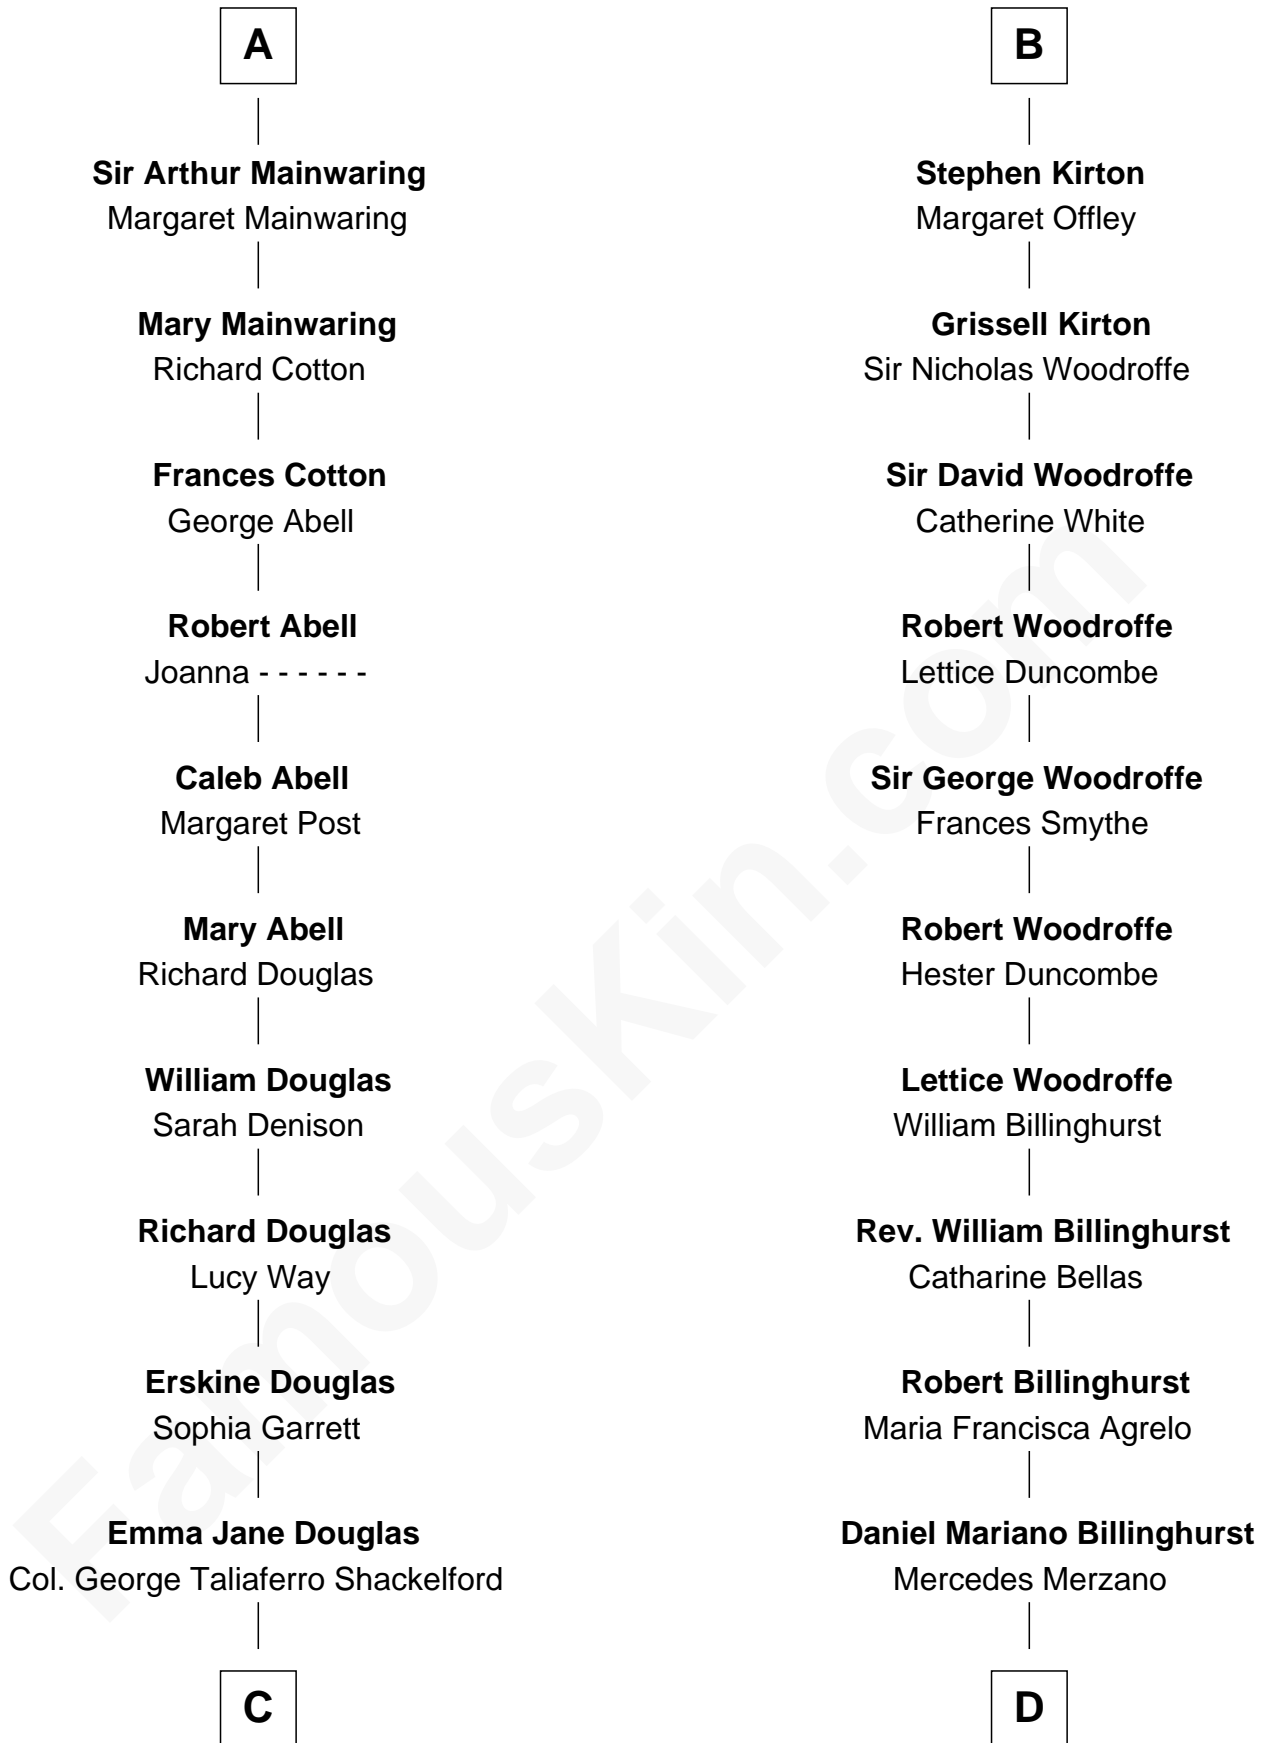 A
Sir Arthur Mainwaring
Margaret Mainwaring
Mary Mainwaring
Richard Cotton
Frances Cotton
George Abell
Robert Abell
Joanna - - - - - -
Caleb Abell
Margaret Post
Mary Abell
Richard Douglas
William Douglas
Sarah Denison
Richard Douglas
Lucy Way
Erskine Douglas
Sophia Garrett
Emma Jane Douglas
Col. George Taliaferro Shackelford
C
B
Stephen Kirton
Margaret Offley
Grissell Kirton
Sir Nicholas Woodroffe
Sir David Woodroffe
Catherine White
Robert Woodroffe
Lettice Duncombe
Sir George Woodroffe
Frances Smythe
Robert Woodroffe
Hester Duncombe
Lettice Woodroffe
William Billinghurst
Rev. William Billinghurst
Catharine Bellas
Robert Billinghurst
Maria Francisca Agrelo
Daniel Mariano Billinghurst
Mercedes Merzano
D
FamousKin.com